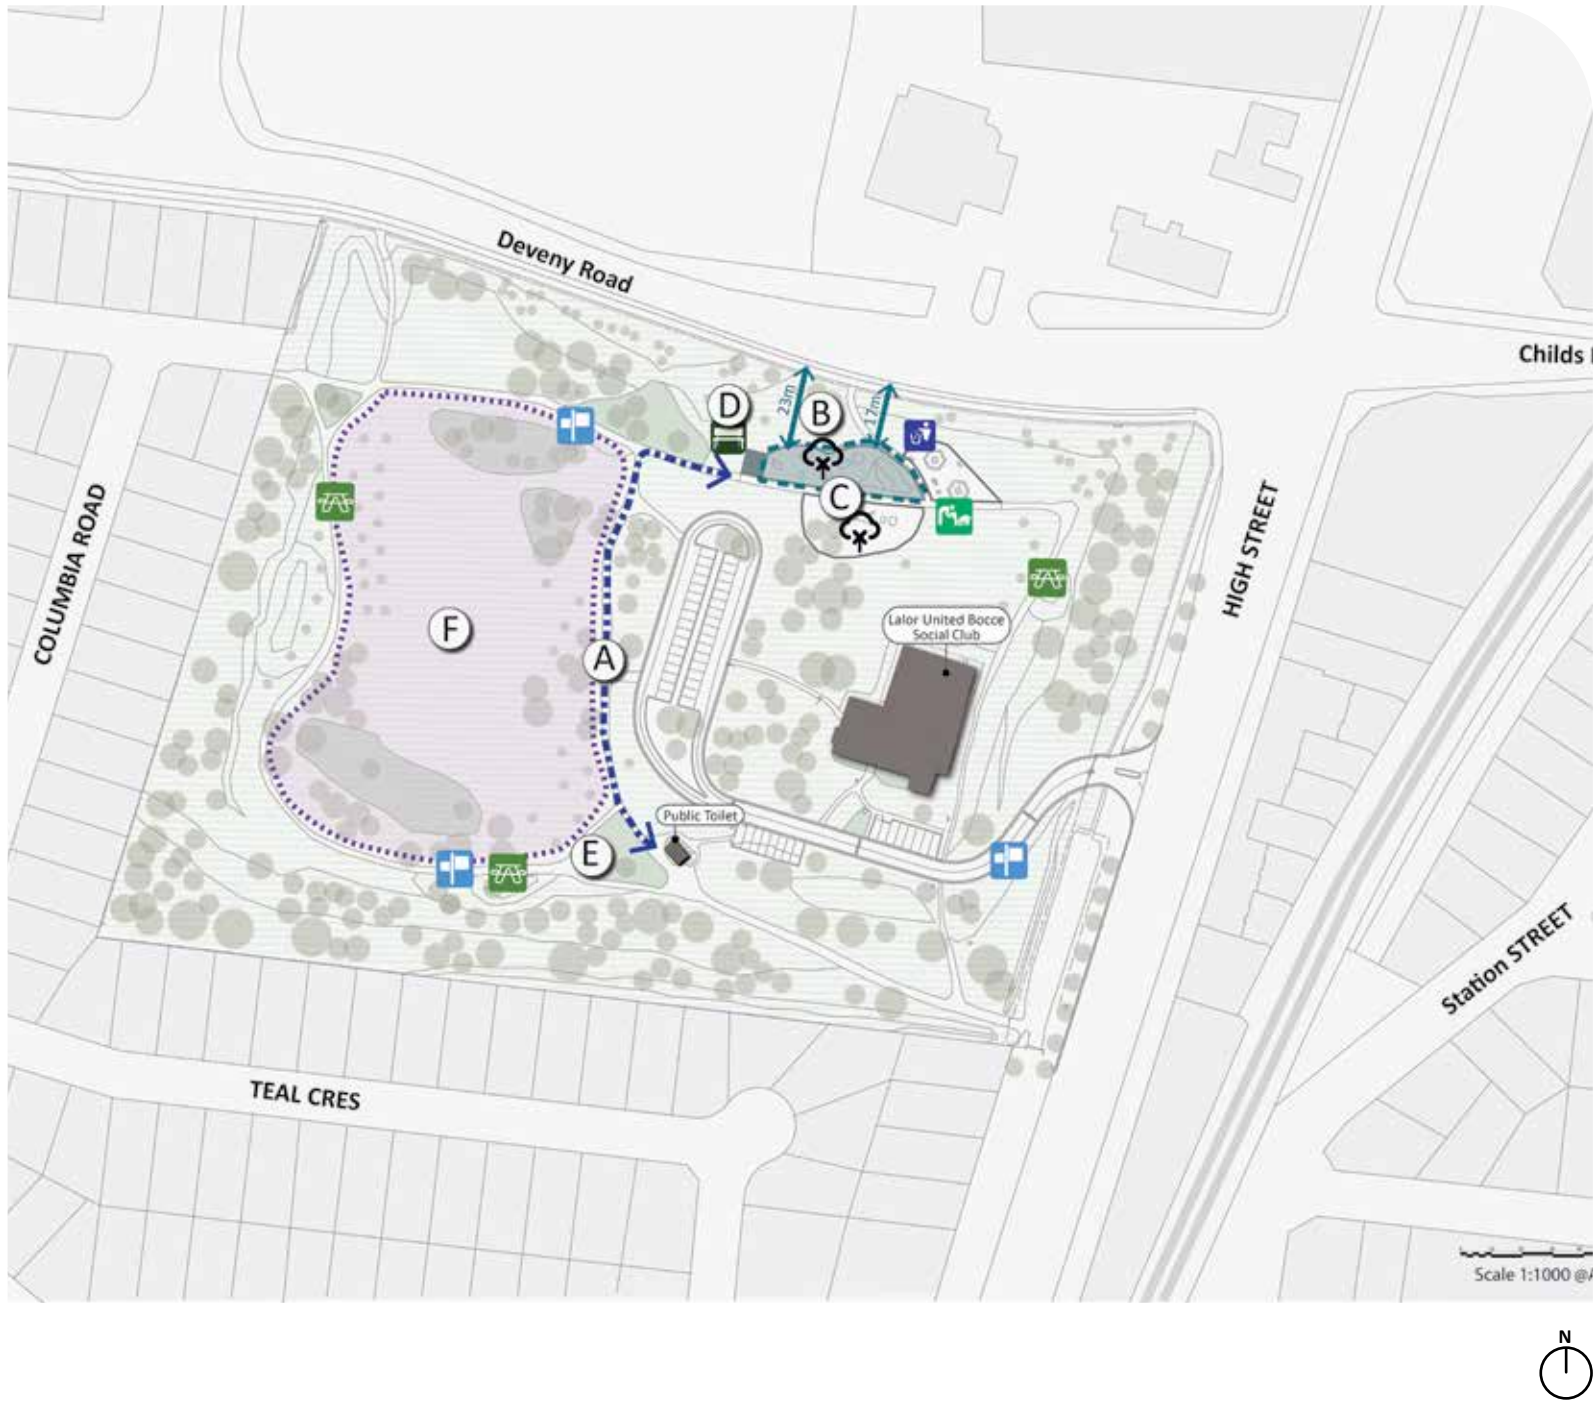 Deveny Road
Childs
D
23m
B
17m
C
COLUMBIA ROAD
HIGH STREET
F
A
Lalor United Bocce
Social Club
Public Toilet
E
Station STREET
TEAL CRES
Scale 1:1000 @
N